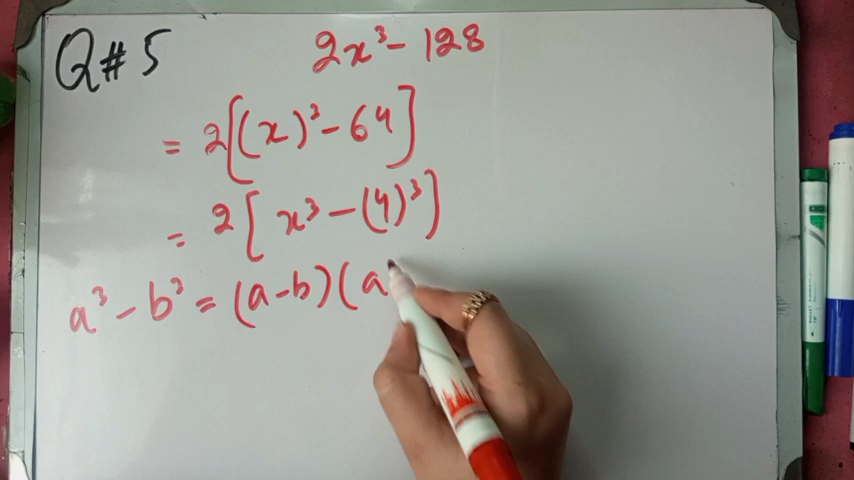 Q# 5
2x³ - 128
= 2[(x)³ - 64]
= 2[x³ - (4)³]
a³ - b³ = (a-b)(a